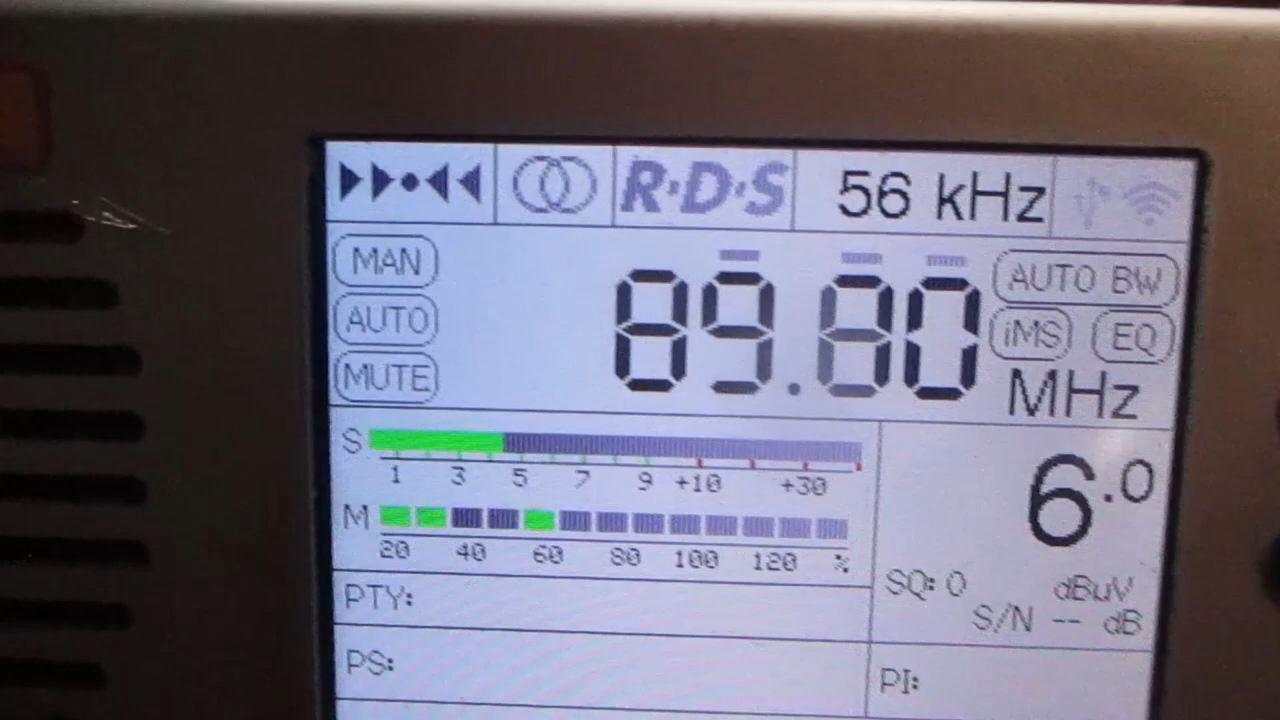 R·D·S 56 kHz
MAN 89.80 AUTO BW
AUTO iMS EQ
MUTE MHz
S
1 3 5 7 9 +10 +30
M
20 40 60 80 100 120 %
6.0
SQ: 0 dBuV
S/N -- dB
PTY:
PS: PI: